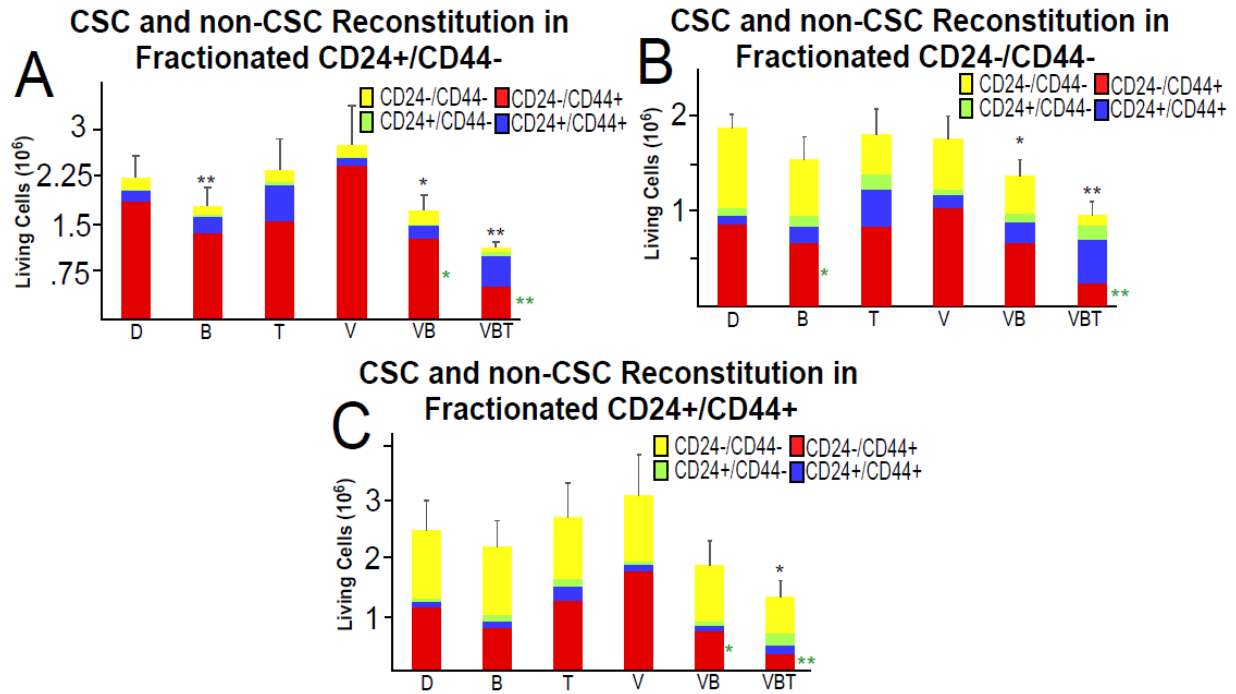 CSC and non-CSC Reconstitution in
Fractionated CD24+/CD44-
A
CD24-/CD44- CD24-/CD44+
CD24+/CD44- CD24+/CD44+
Living Cells (10⁶)
3
2.25
1.5
.75
** * **
* **
D B T V VB VBT
CSC and non-CSC Reconstitution in
Fractionated CD24-/CD44-
B
CD24-/CD44- CD24-/CD44+
CD24+/CD44- CD24+/CD44+
Living Cells (10⁶)
2
1
* **
* **
D B T V VB VBT
CSC and non-CSC Reconstitution in
Fractionated CD24+/CD44+
C
CD24-/CD44- CD24-/CD44+
CD24+/CD44- CD24+/CD44+
Living Cells (10⁶)
3
2
1
*
* **
D B T V VB VBT